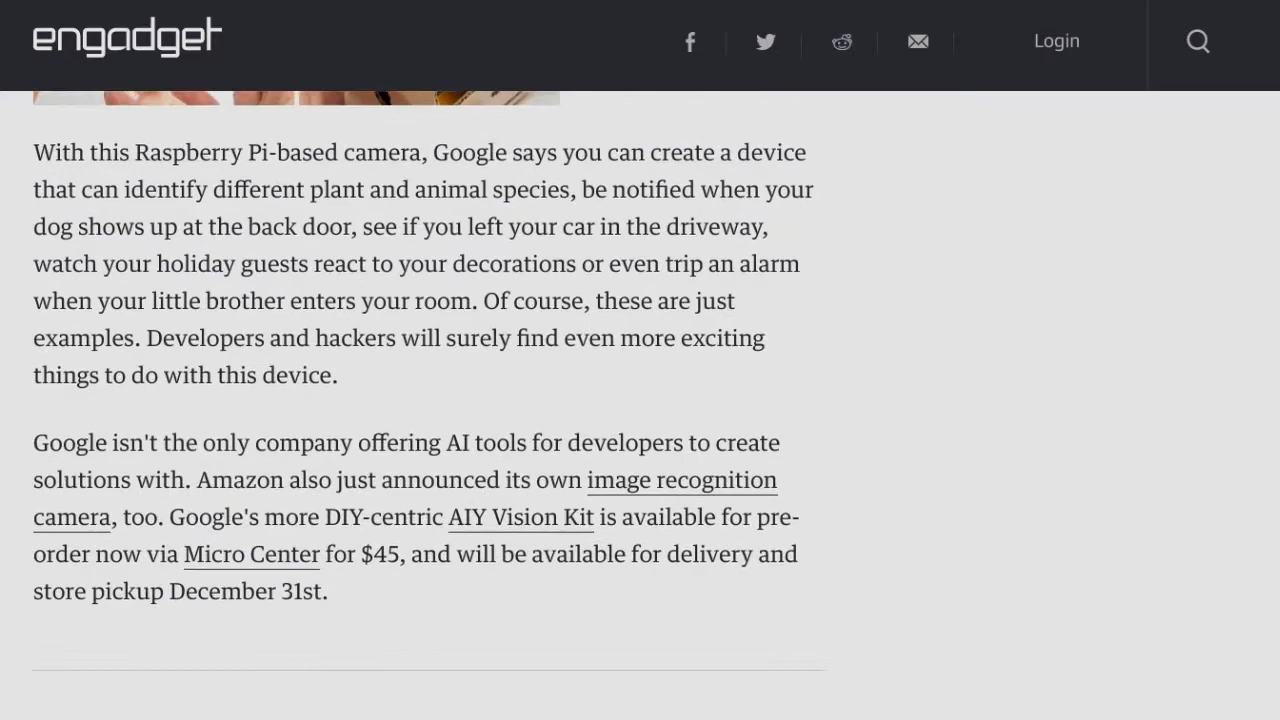 engadget
Login
With this Raspberry Pi-based camera, Google says you can create a device
that can identify different plant and animal species, be notified when your
dog shows up at the back door, see if you left your car in the driveway,
watch your holiday guests react to your decorations or even trip an alarm
when your little brother enters your room. Of course, these are just
examples. Developers and hackers will surely find even more exciting
things to do with this device.
Google isn't the only company offering AI tools for developers to create
solutions with. Amazon also just announced its own image recognition
camera, too. Google's more DIY-centric AIY Vision Kit is available for pre-
order now via Micro Center for $45, and will be available for delivery and
store pickup December 31st.